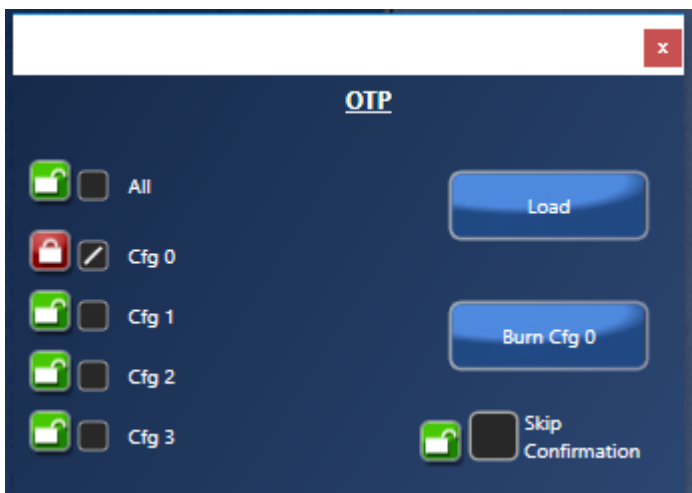 x
OTP
All
Load
Cfg 0
Cfg 1
Burn Cfg 0
Cfg 2
Cfg 3
Skip
Confirmation